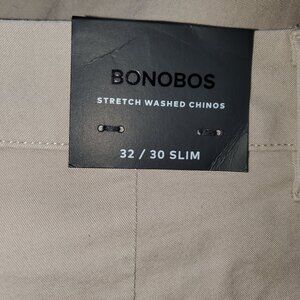 BONOBOS
STRETCH WASHED CHINOS
32 / 30 SLIM